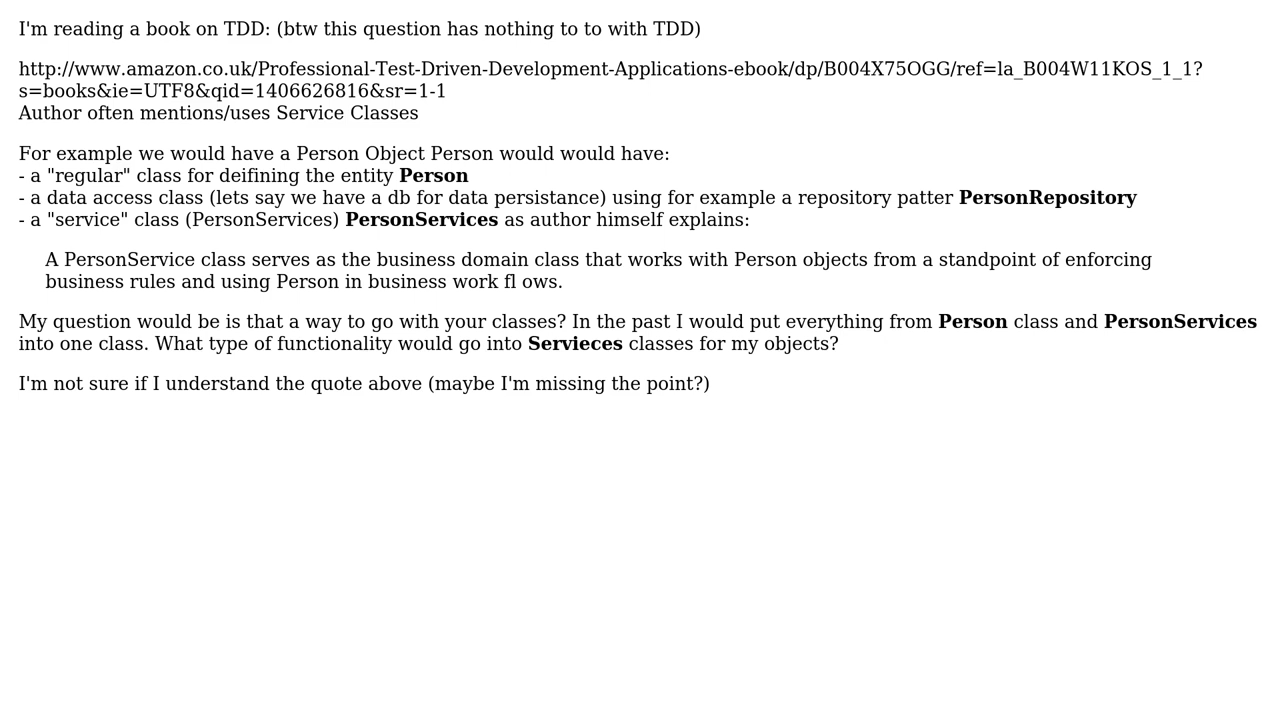 I'm reading a book on TDD: (btw this question has nothing to to with TDD)
http://www.amazon.co.uk/Professional-Test-Driven-Development-Applications-ebook/dp/B004X75OGG/ref=la_B004W11KOS_1_1?
s=books&ie=UTF8&qid=1406626816&sr=1-1
Author often mentions/uses Service Classes
For example we would have a Person Object Person would would have:
- a "regular" class for deifining the entity Person
- a data access class (lets say we have a db for data persistance) using for example a repository patter PersonRepository
- a "service" class (PersonServices) PersonServices as author himself explains:
A PersonService class serves as the business domain class that works with Person objects from a standpoint of enforcing
business rules and using Person in business work fl ows.
My question would be is that a way to go with your classes? In the past I would put everything from Person class and PersonServices
into one class. What type of functionality would go into Servieces classes for my objects?
I'm not sure if I understand the quote above (maybe I'm missing the point?)